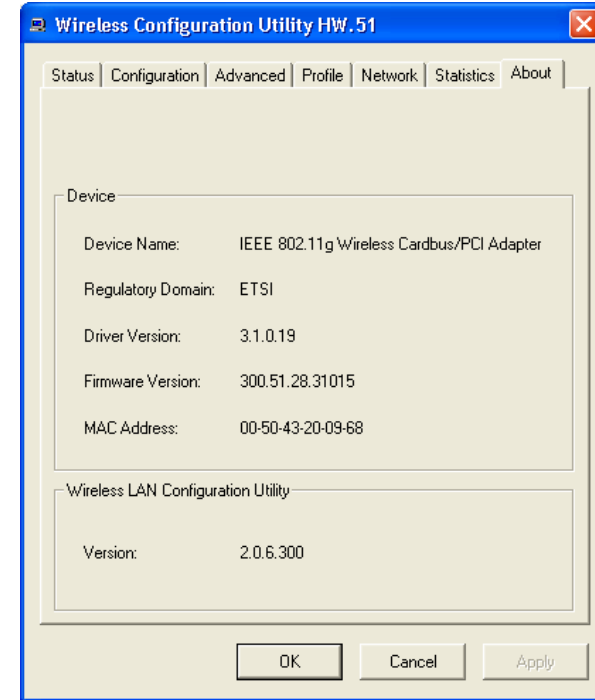 Wireless Configuration Utility HW.51
Status Configuration Advanced Profile Network Statistics About
Device
Device Name: IEEE 802.11g Wireless Cardbus/PCI Adapter
Regulatory Domain: ETSI
Driver Version: 3.1.0.19
Firmware Version: 300.51.28.31015
MAC Address: 00-50-43-20-09-68
Wireless LAN Configuration Utility
Version: 2.0.6.300
OK Cancel Apply